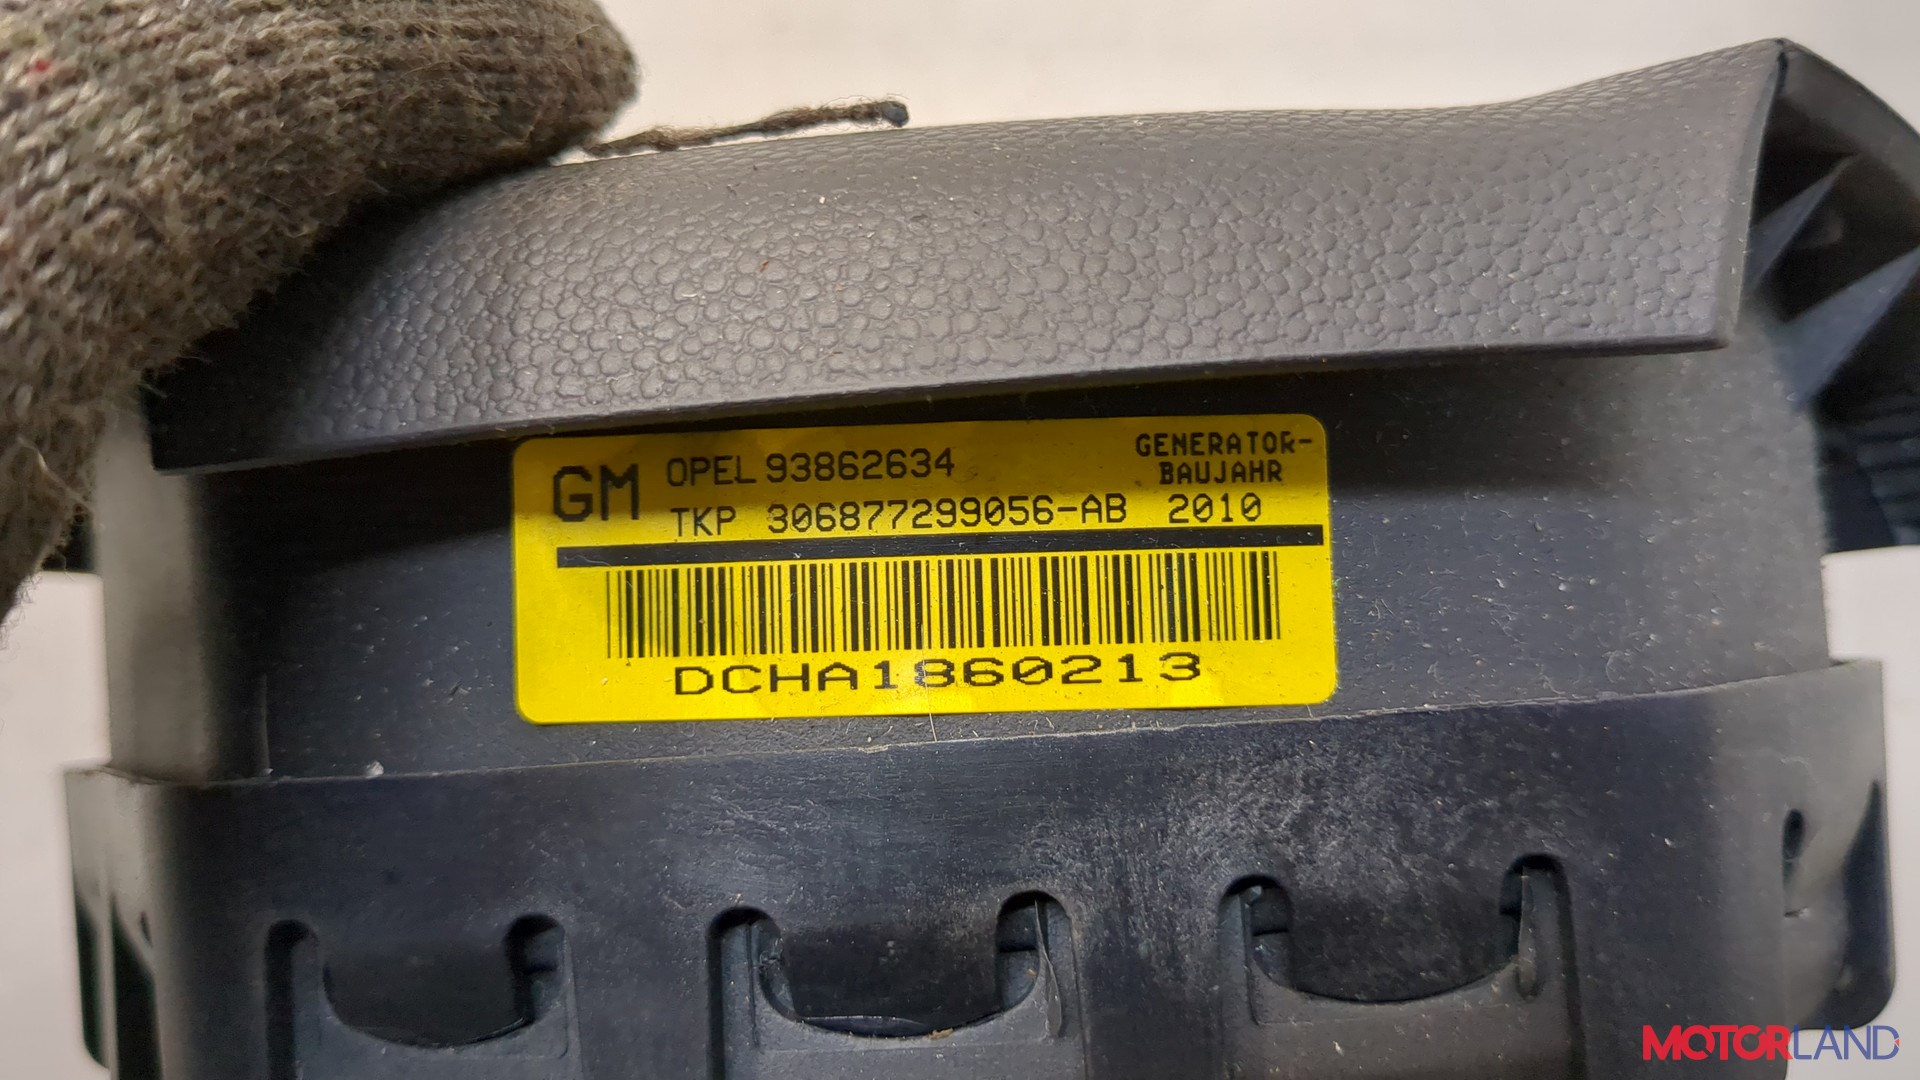 GM OPEL 93862634 GENERATOR-
BAUJAHR
TKP 306877299056-AB 2010
DCHA1860213
MOTORLAND